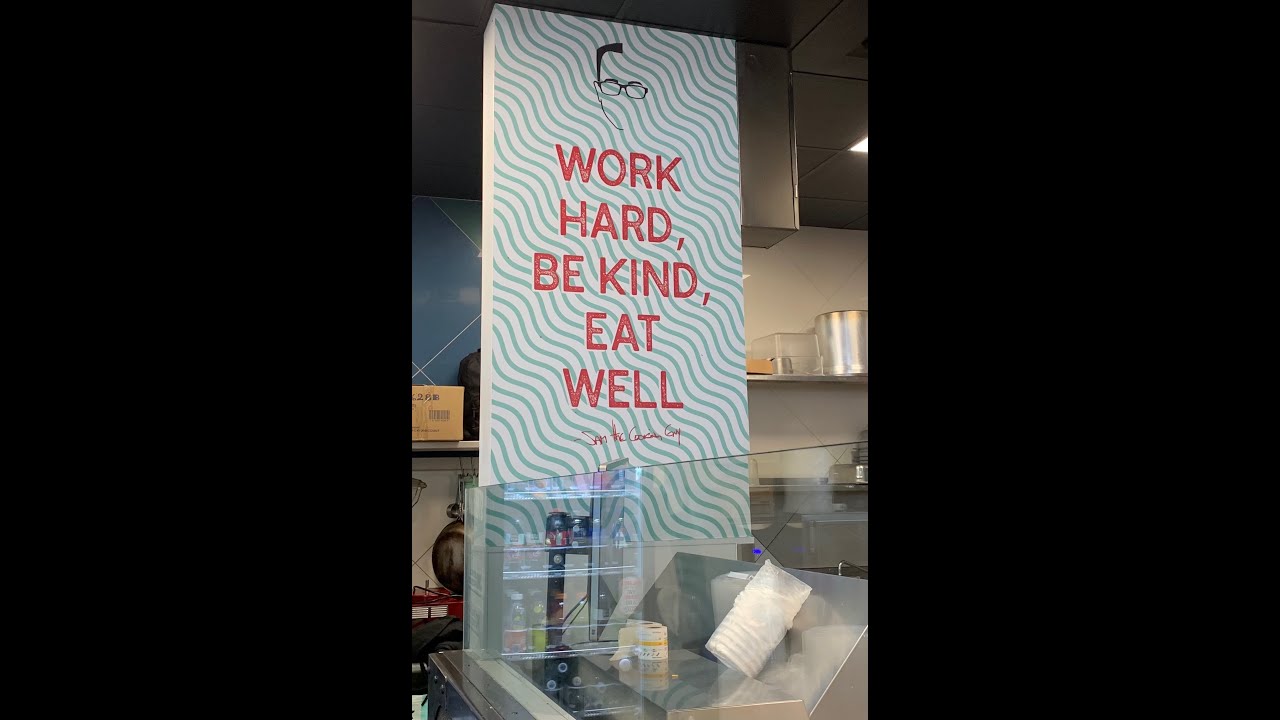 WORK
HARD,
BE KIND,
EAT
WELL
-SAM THE COOKING GUY